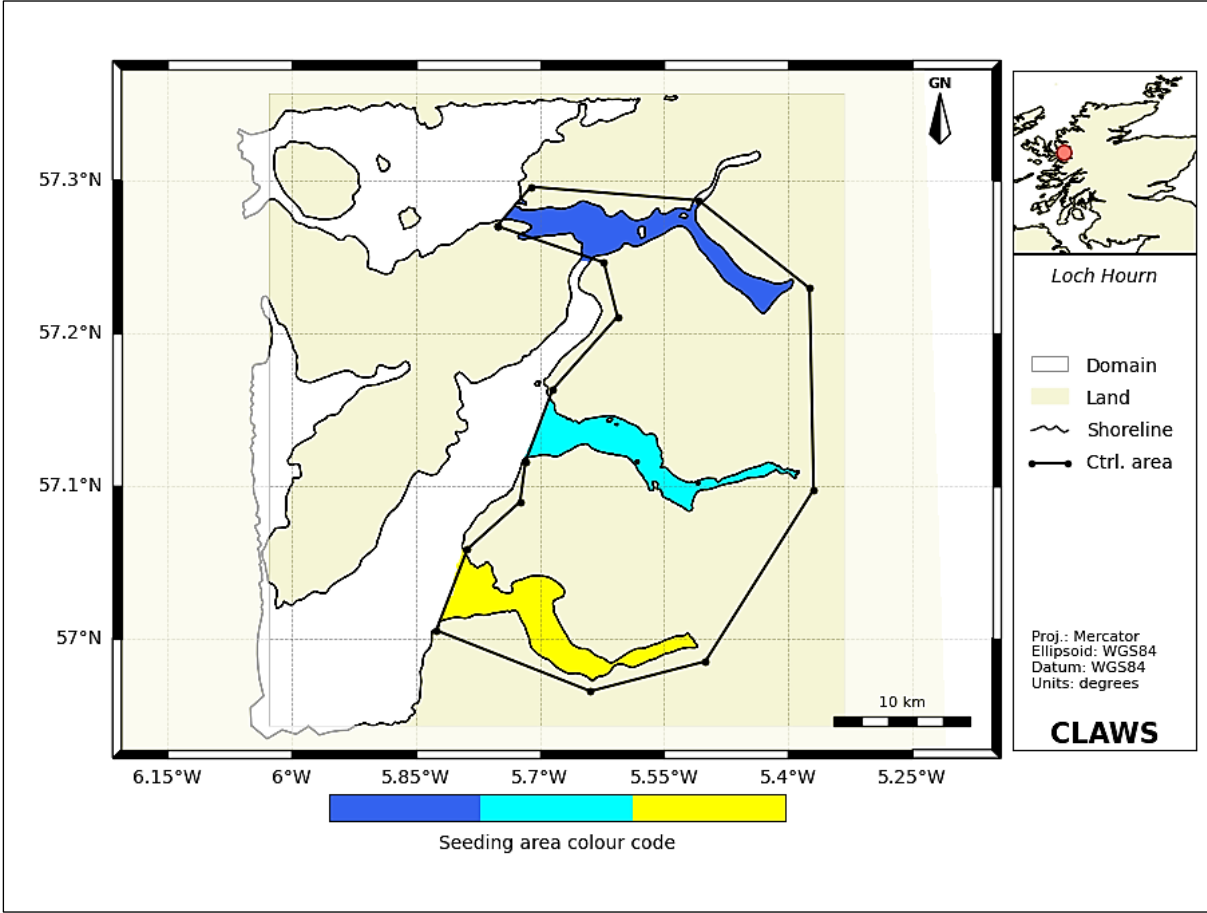 GN
57.3°N
57.2°N
57.1°N
57°N
10 km
6.15°W
6°W
5.85°W
5.7°W
5.55°W
5.4°W
5.25°W
Seeding area colour code
Loch Hourn
Domain
Land
Shoreline
Ctrl. area
Proj.: Mercator
Ellipsoid: WGS84
Datum: WGS84
Units: degrees
CLAWS